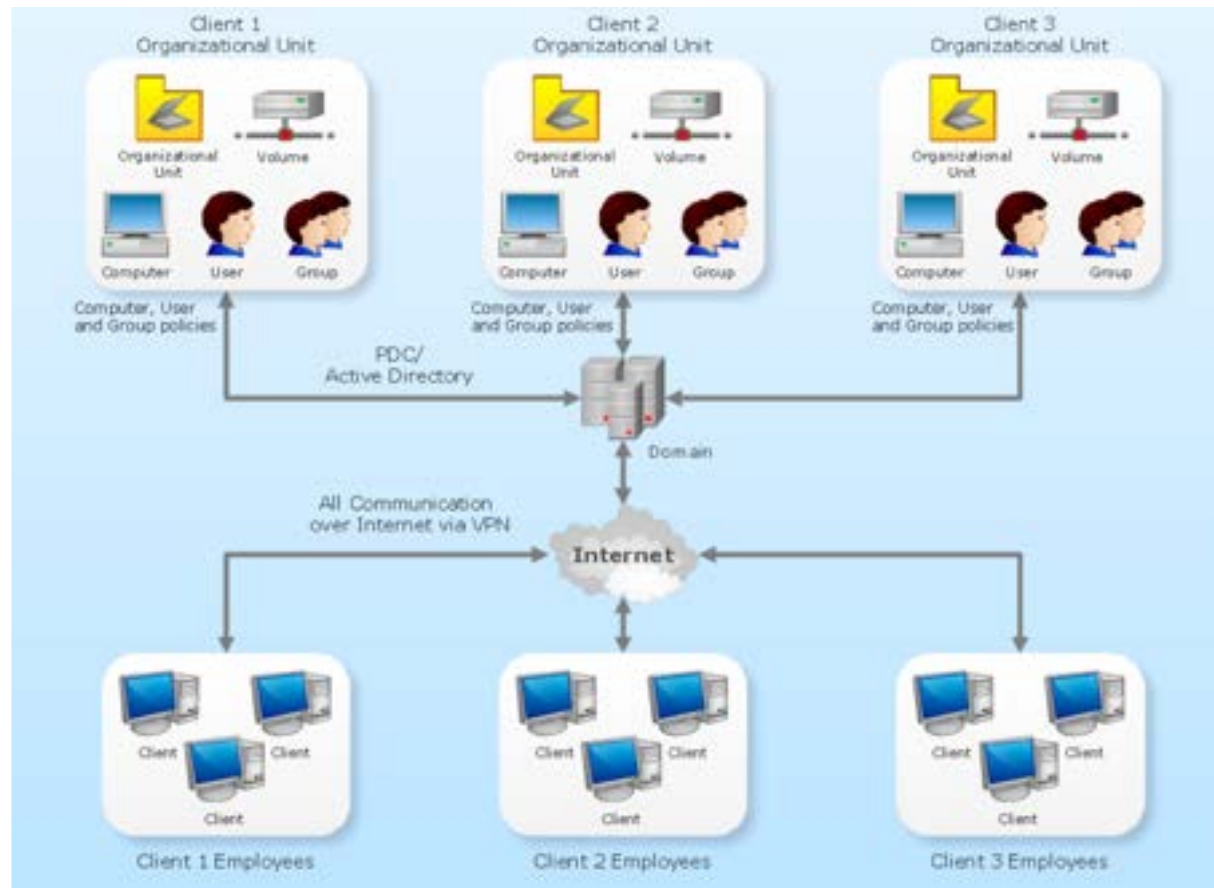 Client 1
Organizational Unit
Client 2
Organizational Unit
Client 3
Organizational Unit
Organizational
Unit
Volume
Organizational
Unit
Volume
Organizational
Unit
Volume
Computer
User
Group
Computer
User
Group
Computer
User
Group
Computer, User
and Group policies
Computer, User
and Group policies
Computer, User
and Group policies
PDC/
Active Directory
Domain
All Communication
over Internet via VPN
Internet
Client
Client
Client
Client
Client
Client
Client
Client
Client
Client 1 Employees
Client 2 Employees
Client 3 Employees